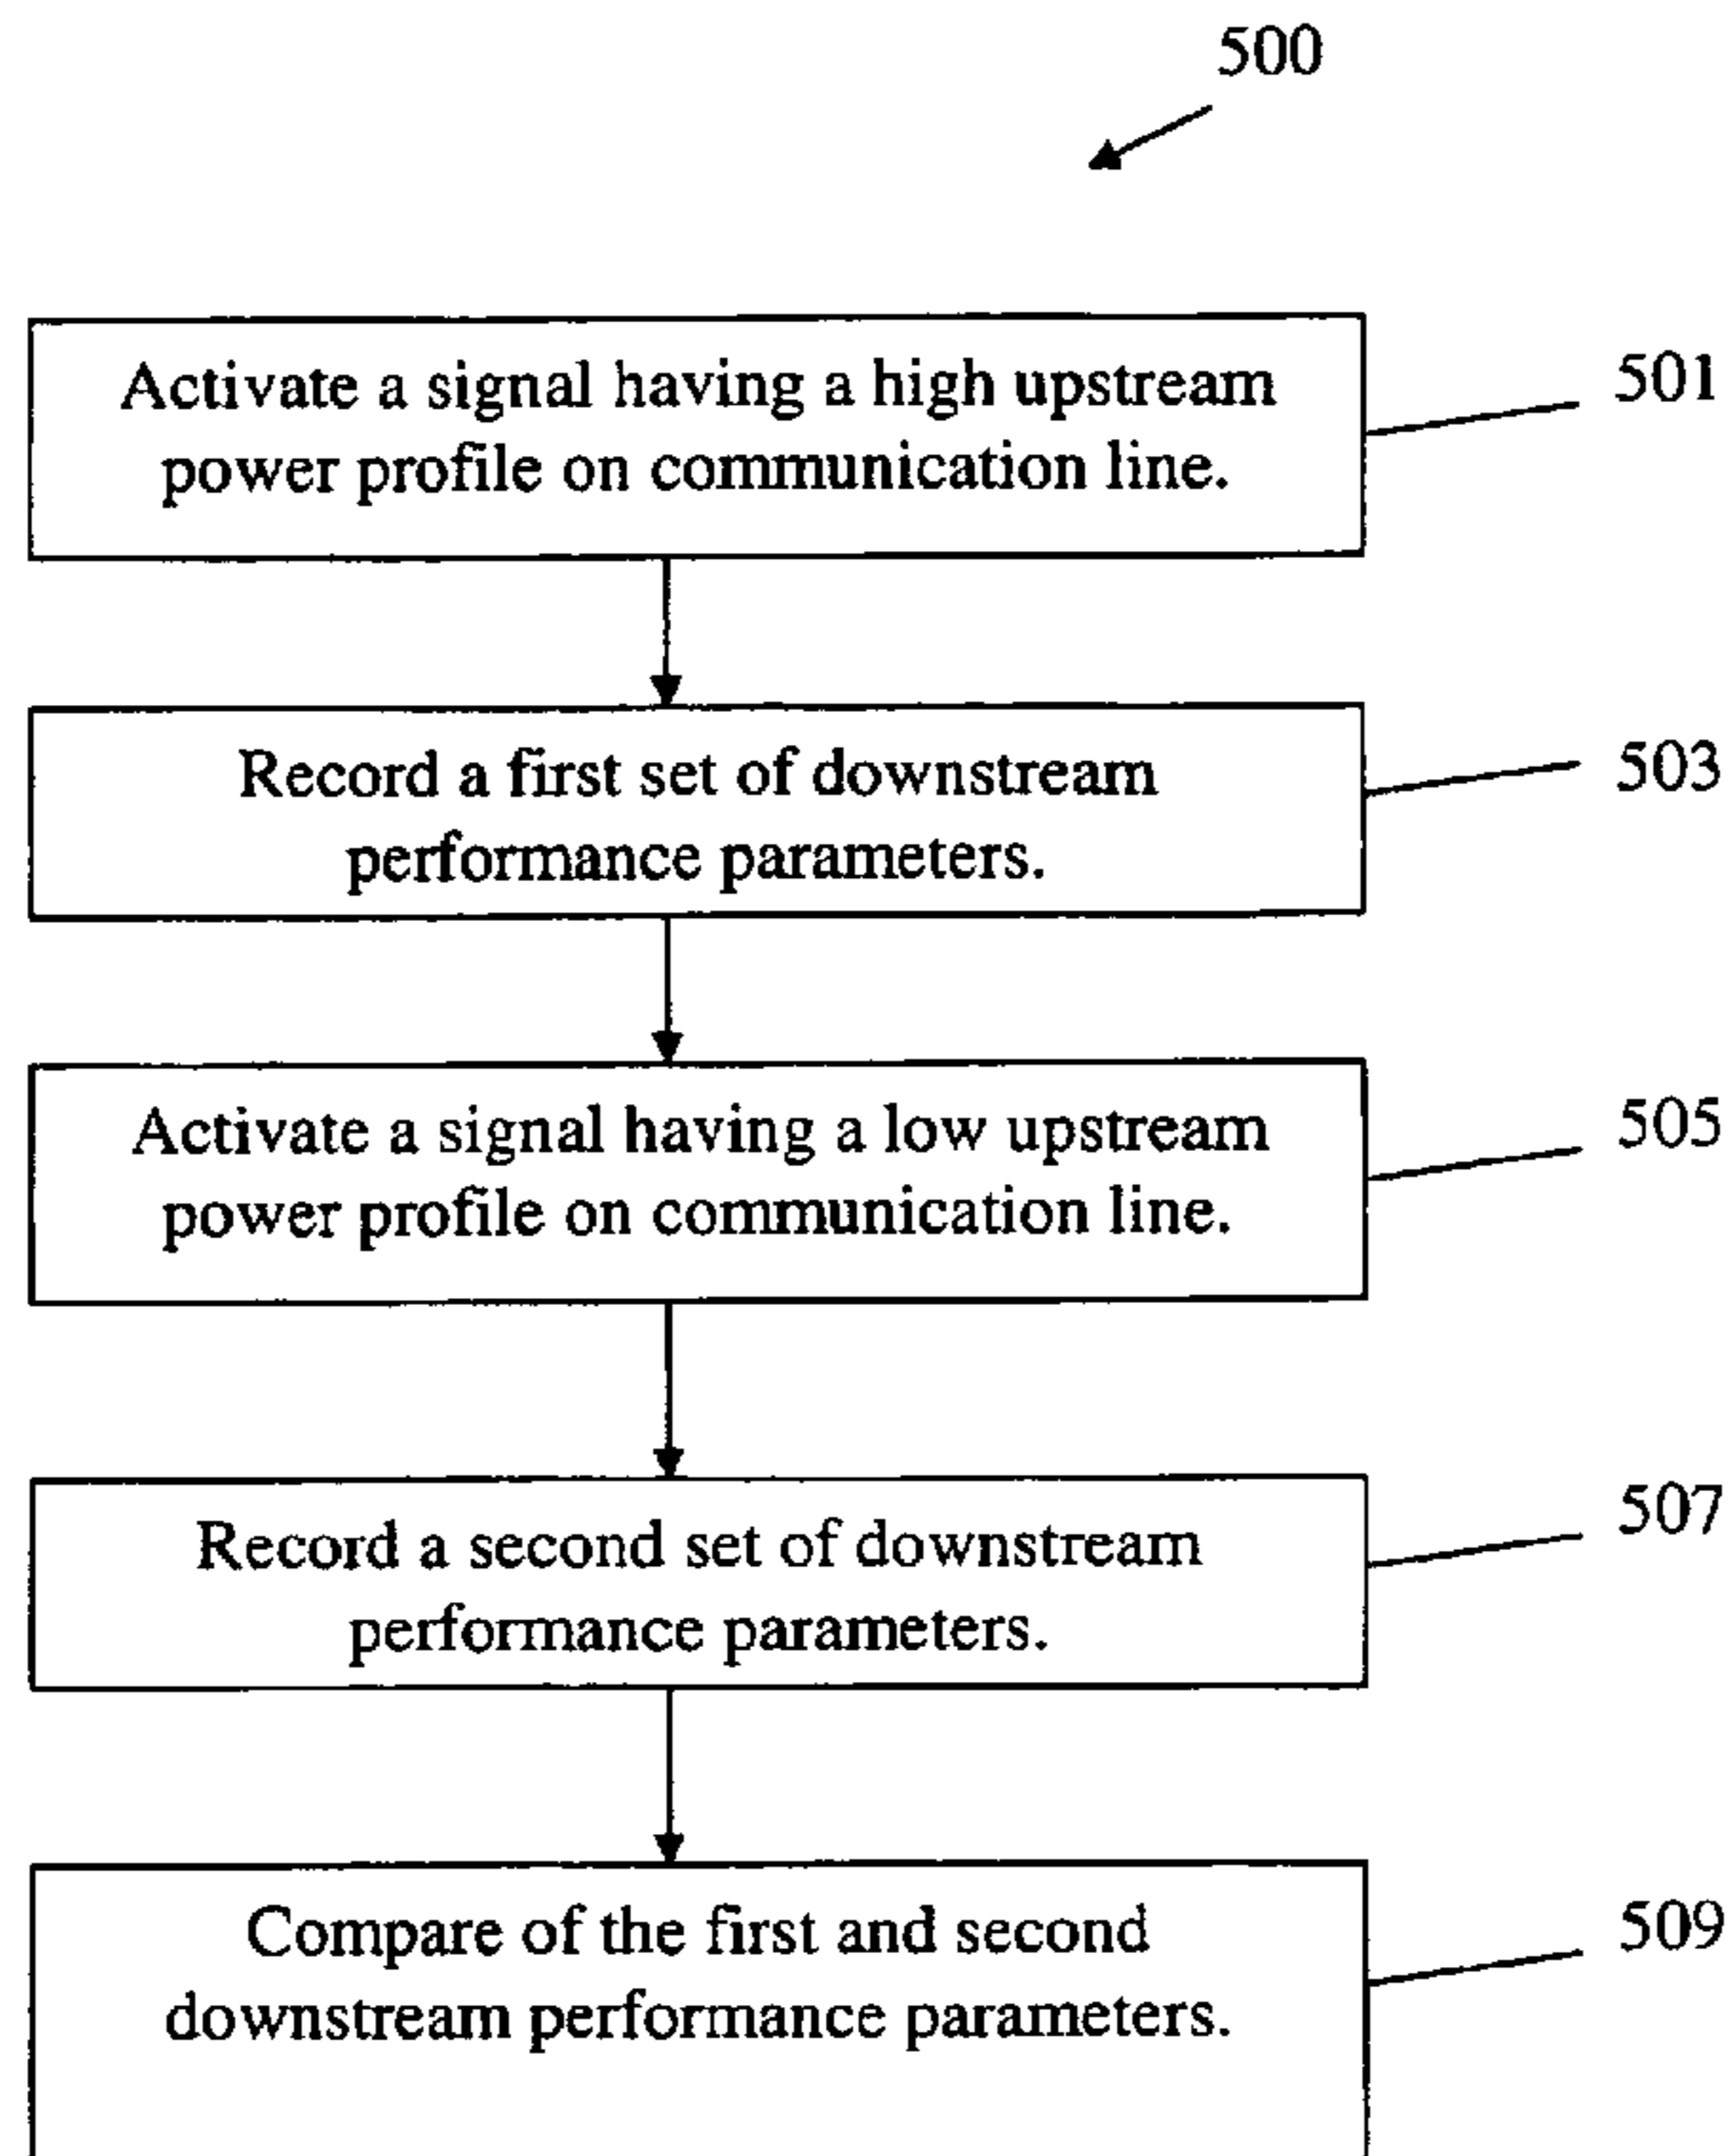 500
Activate a signal having a high upstream
power profile on communication line.
501
Record a first set of downstream
performance parameters.
503
Activate a signal having a low upstream
power profile on communication line.
505
Record a second set of downstream
performance parameters.
507
Compare of the first and second
downstream performance parameters.
509